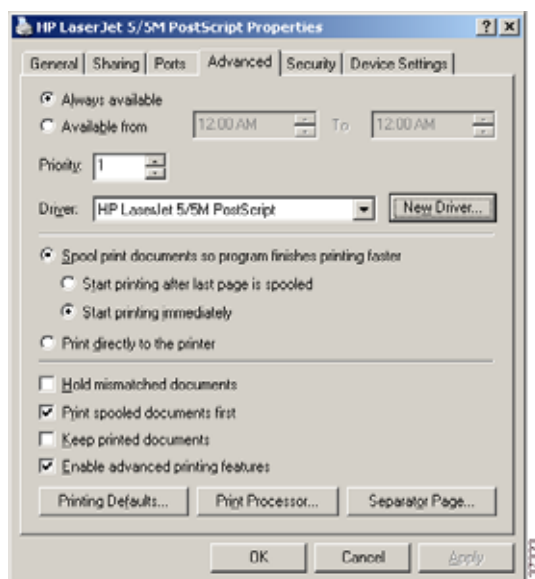 HP LaserJet 5/5M PostScript Properties
General Sharing Ports Advanced Security Device Settings
Always available
Available from 12:00 AM To 12:00 AM
Priority: 1
Driver: HP LaserJet 5/5M PostScript New Driver...
Spool print documents so program finishes printing faster
Start printing after last page is spooled
Start printing immediately
Print directly to the printer
Hold mismatched documents
Print spooled documents first
Keep printed documents
Enable advanced printing features
Printing Defaults... Print Processor... Separator Page...
OK Cancel Apply